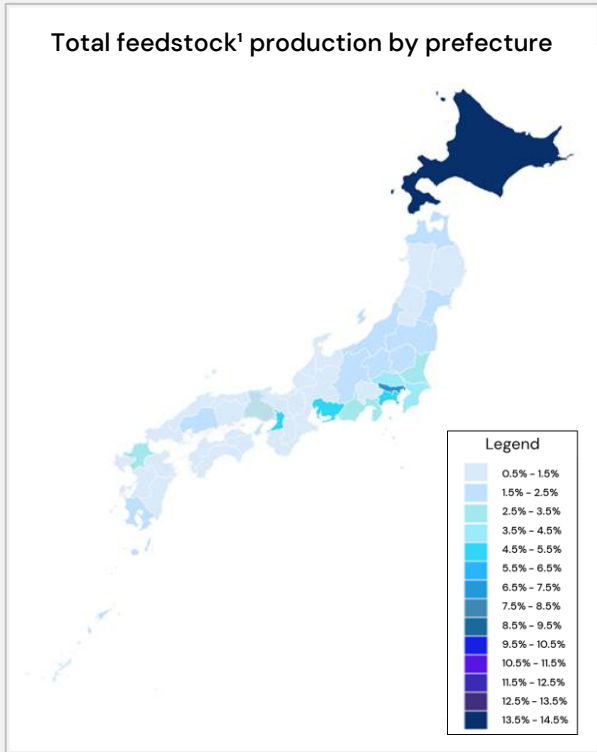 Total feedstock¹ production by prefecture
Legend
0.5% - 1.5%
1.5% - 2.5%
2.5% - 3.5%
3.5% - 4.5%
4.5% - 5.5%
5.5% - 6.5%
6.5% - 7.5%
7.5% - 8.5%
8.5% - 9.5%
9.5% - 10.5%
10.5% - 11.5%
11.5% - 12.5%
12.5% - 13.5%
13.5% - 14.5%